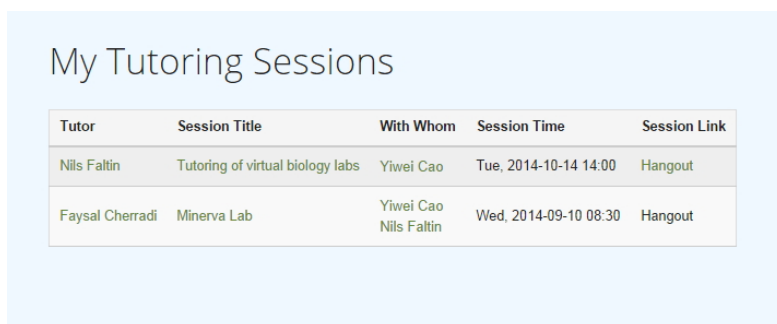 My Tutoring Sessions
Tutor Session Title With Whom Session Time Session Link
Nils Faltin Tutoring of virtual biology labs Yiwei Cao Tue, 2014-10-14 14:00 Hangout
Faysal Cherradi Minerva Lab Yiwei Cao Wed, 2014-09-10 08:30 Hangout
Nils Faltin